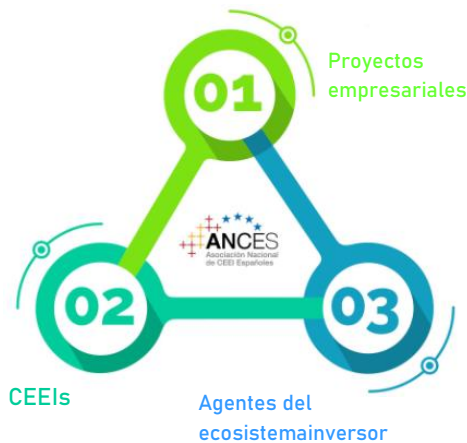 01
Proyectos
empresariales
ANCES
Asociación Nacional
de CEEI Españoles
02
03
CEEIs
Agentes del
ecosistemainversor